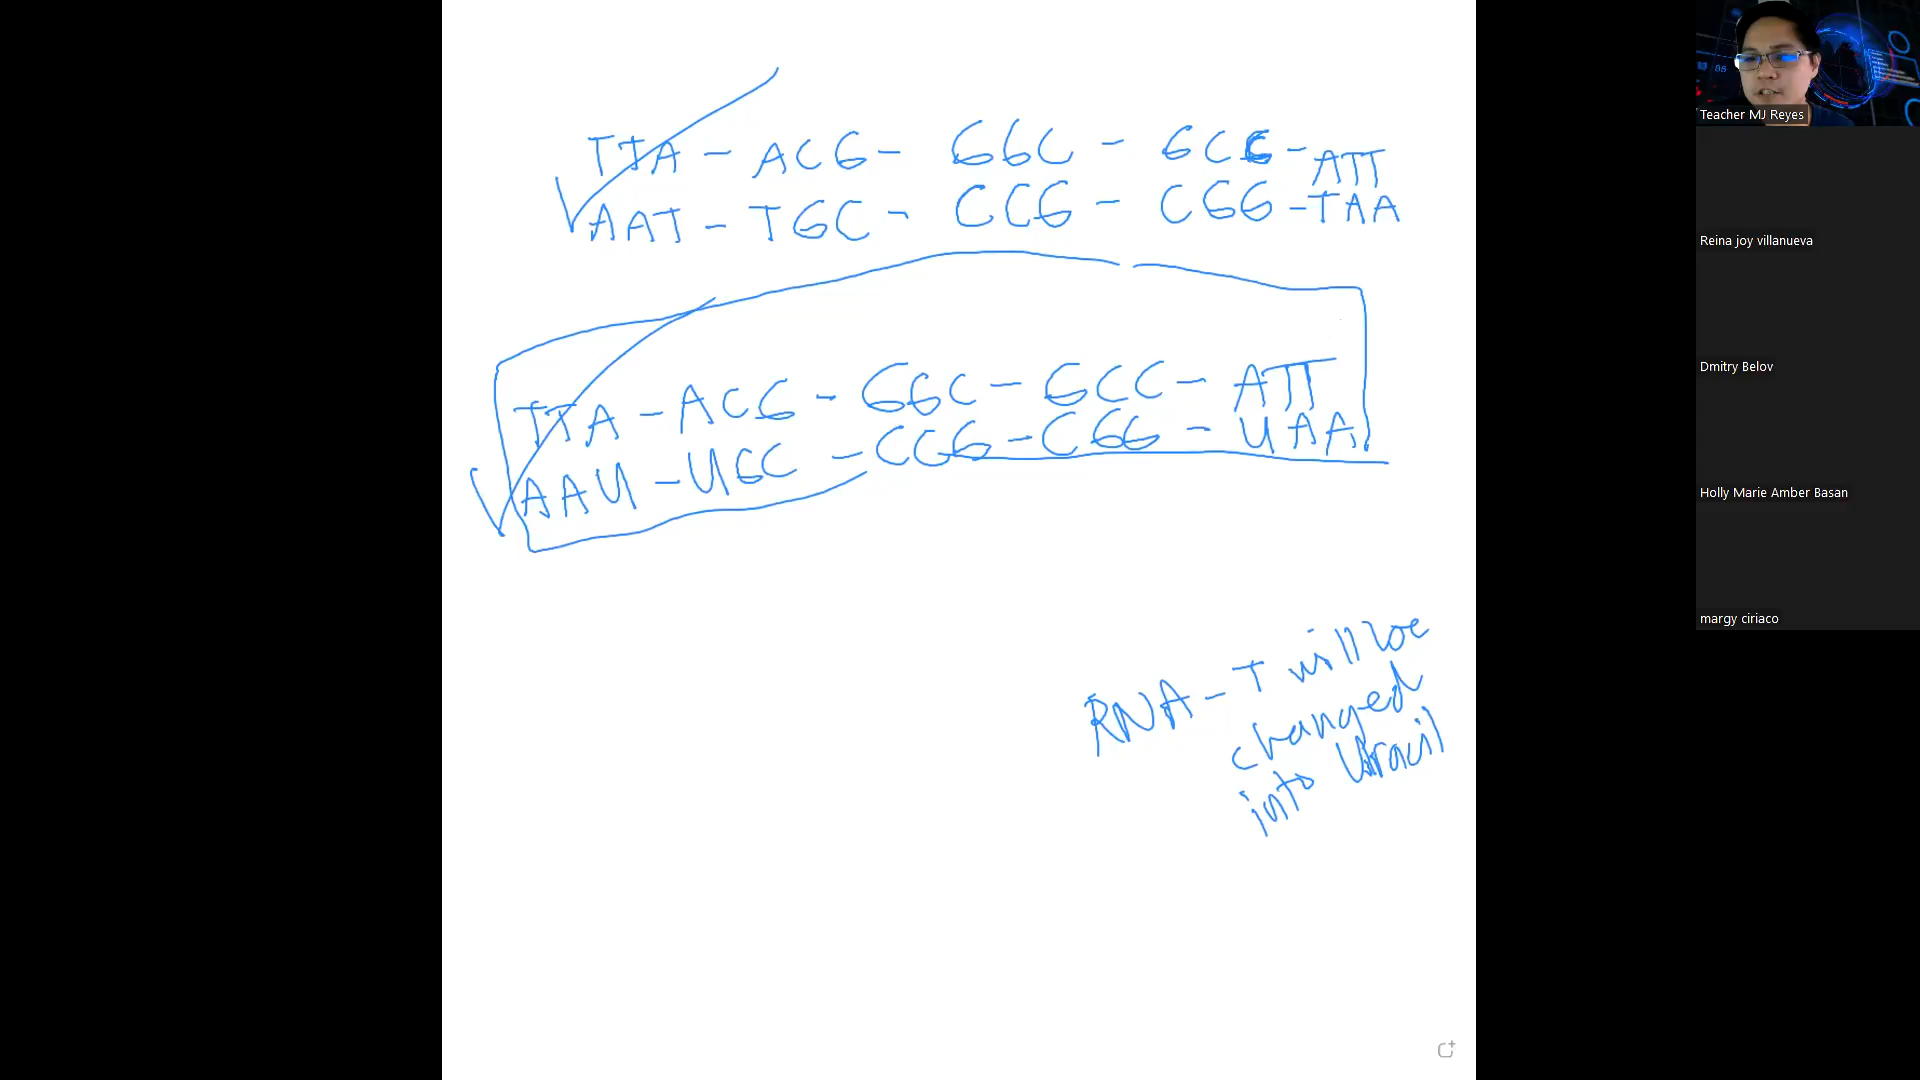 TTA - ACG - GGC - GCC - ATT
AAT - TGC - CCG - CGG - TAA
TTA - ACG - GGC - GCC - ATT
AAU - UGC - CCG - CGG - UAA
RNA - T will be
changed
into Uracil
Teacher MJ Reyes
Reina joy villanueva
Dmitry Belov
Holly Marie Amber Basan
margy ciriaco